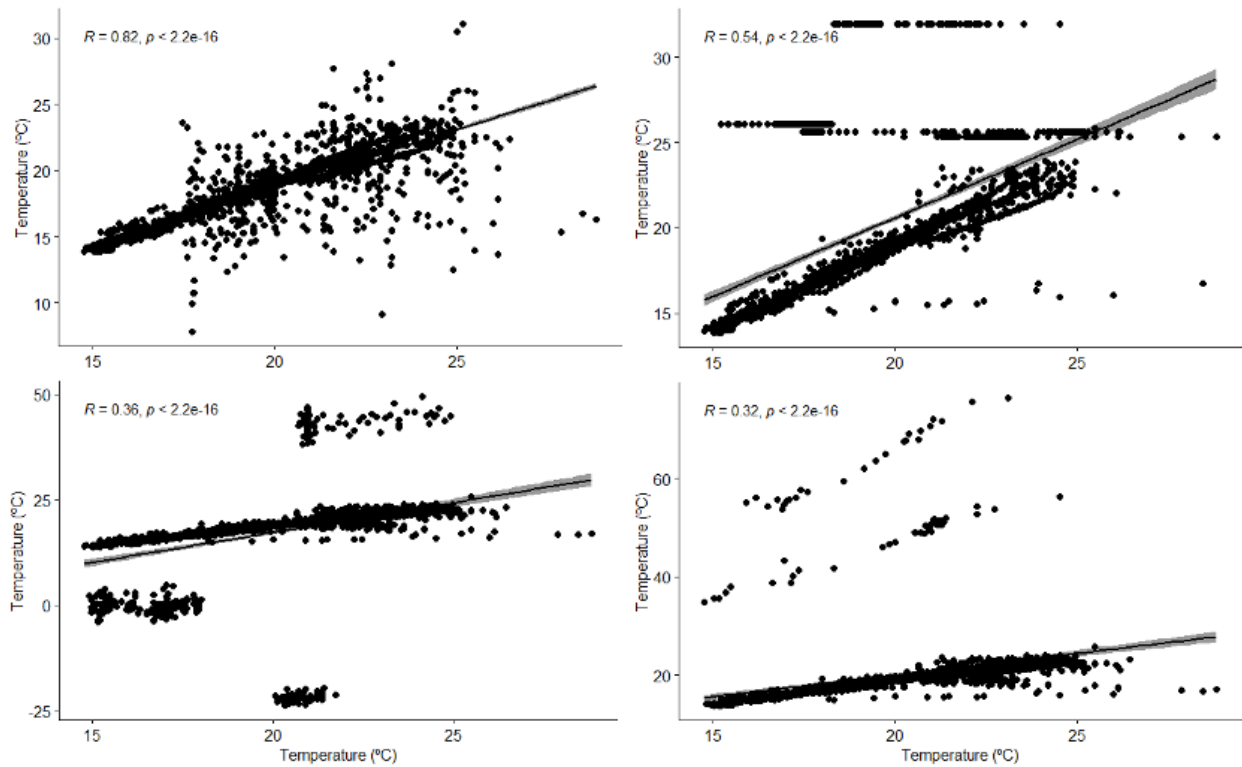 R = 0.82, p < 2.2e-16
30
25
20
15
10
Temperature (ºC)
15
20
25
R = 0.54, p < 2.2e-16
30
25
20
15
Temperature (ºC)
15
20
25
R = 0.36, p < 2.2e-16
50
25
0
-25
Temperature (ºC)
15
20
25
Temperature (ºC)
R = 0.32, p < 2.2e-16
60
40
20
Temperature (ºC)
15
20
25
Temperature (ºC)